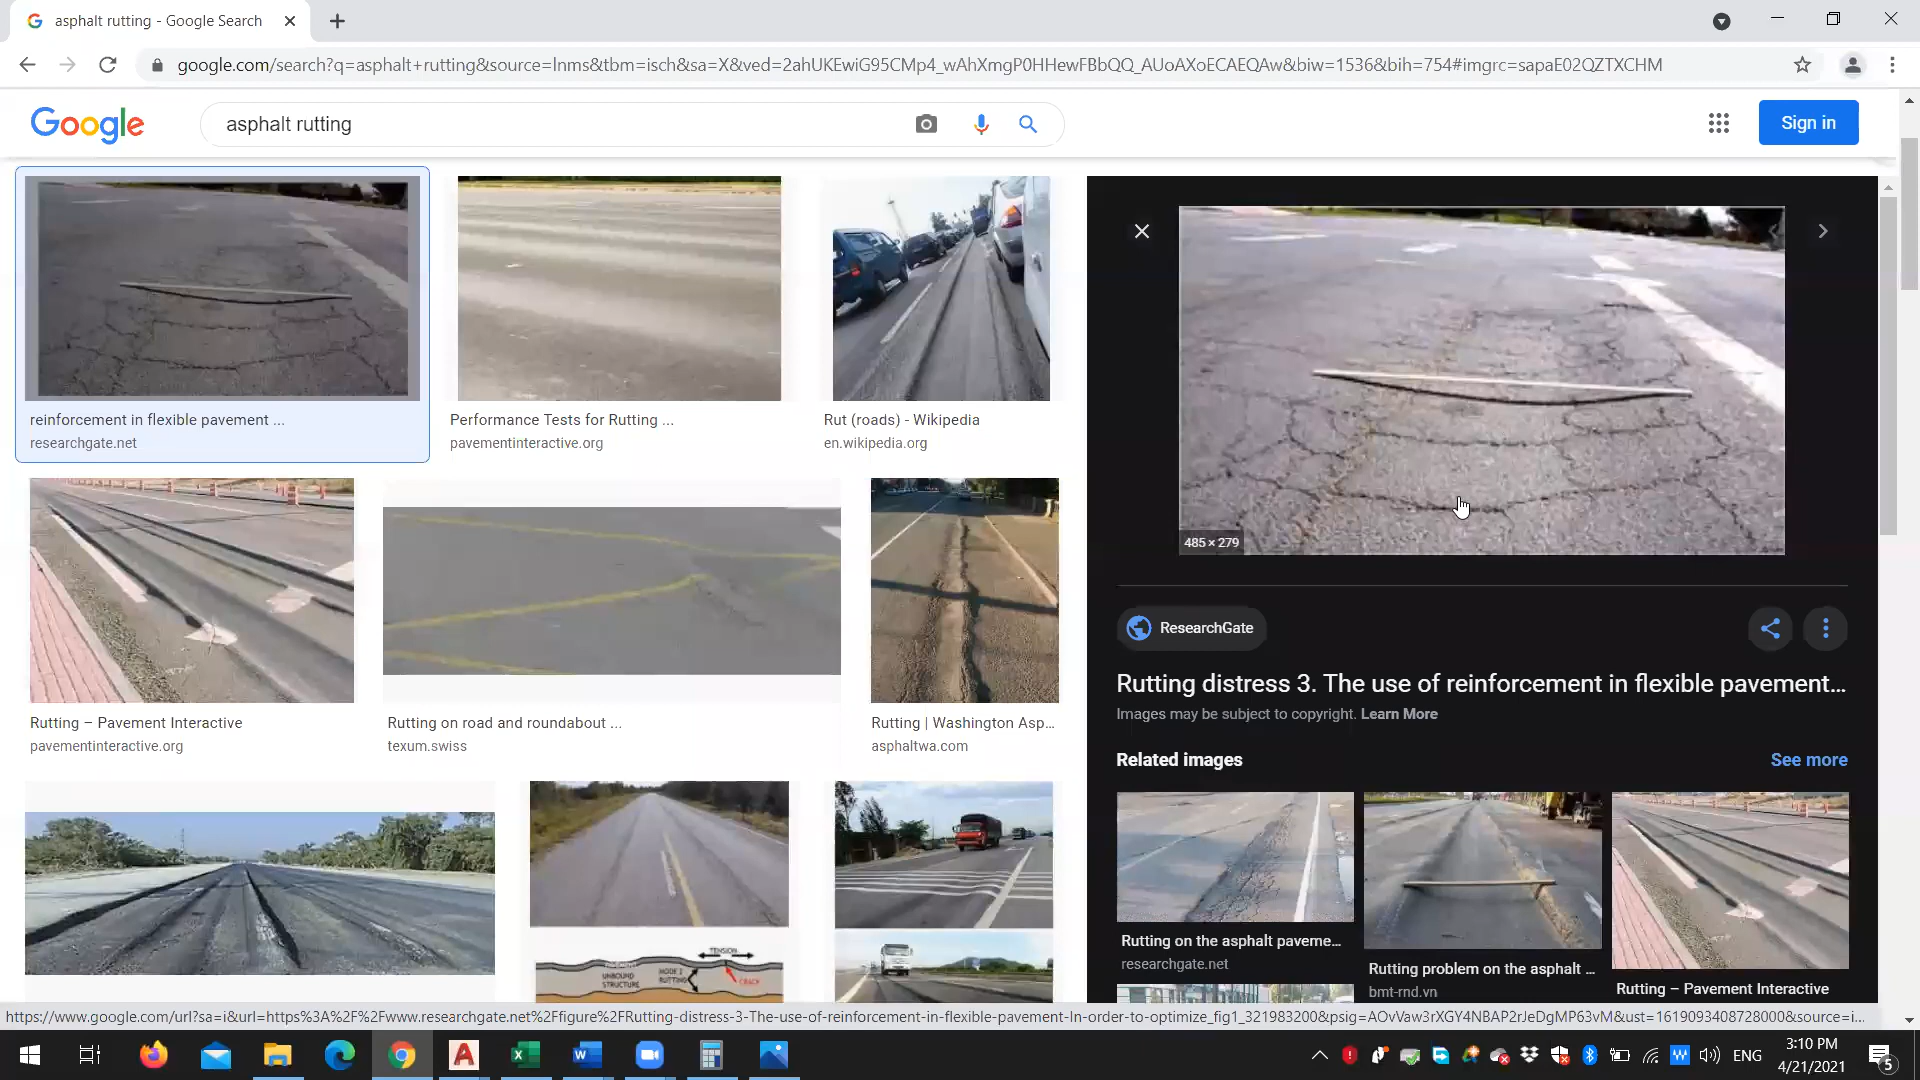 asphalt rutting - Google Search
google.com/search?q=asphalt+rutting&source=lnms&tbm=isch&sa=X&ved=2ahUKEwiG95CMp4_wAhXmgP0HHewFBbQQ_AUoAXoECAEQAw&biw=1536&bih=754#imgrc=sapaE02QZTXCHM
Google
asphalt rutting
Sign in
reinforcement in flexible pavement ...
researchgate.net
Performance Tests for Rutting ...
pavementinteractive.org
Rut (roads) - Wikipedia
en.wikipedia.org
Rutting – Pavement Interactive
pavementinteractive.org
Rutting on road and roundabout ...
texum.swiss
Rutting | Washington Asp...
asphaltwa.com
TENSION
UNBOUND
STRUCTURE
MODE I
RUTTING
CRACK
485 × 279
ResearchGate
Rutting distress 3. The use of reinforcement in flexible pavement...
Images may be subject to copyright. Learn More
Related images
See more
Rutting on the asphalt paveme...
researchgate.net
Rutting problem on the asphalt ...
bmt-rnd.vn
Rutting – Pavement Interactive
https://www.google.com/url?sa=i&url=https%3A%2F%2Fwww.researchgate.net%2Ffigure%2FRutting-distress-3-The-use-of-reinforcement-in-flexible-pavement-In-order-to-optimize_fig1_321983200&psig=AOvVaw3rXGY4NBAP2rJeDgMP63vM&ust=1619093408728000&source=i...
ENG
3:10 PM
4/21/2021
5